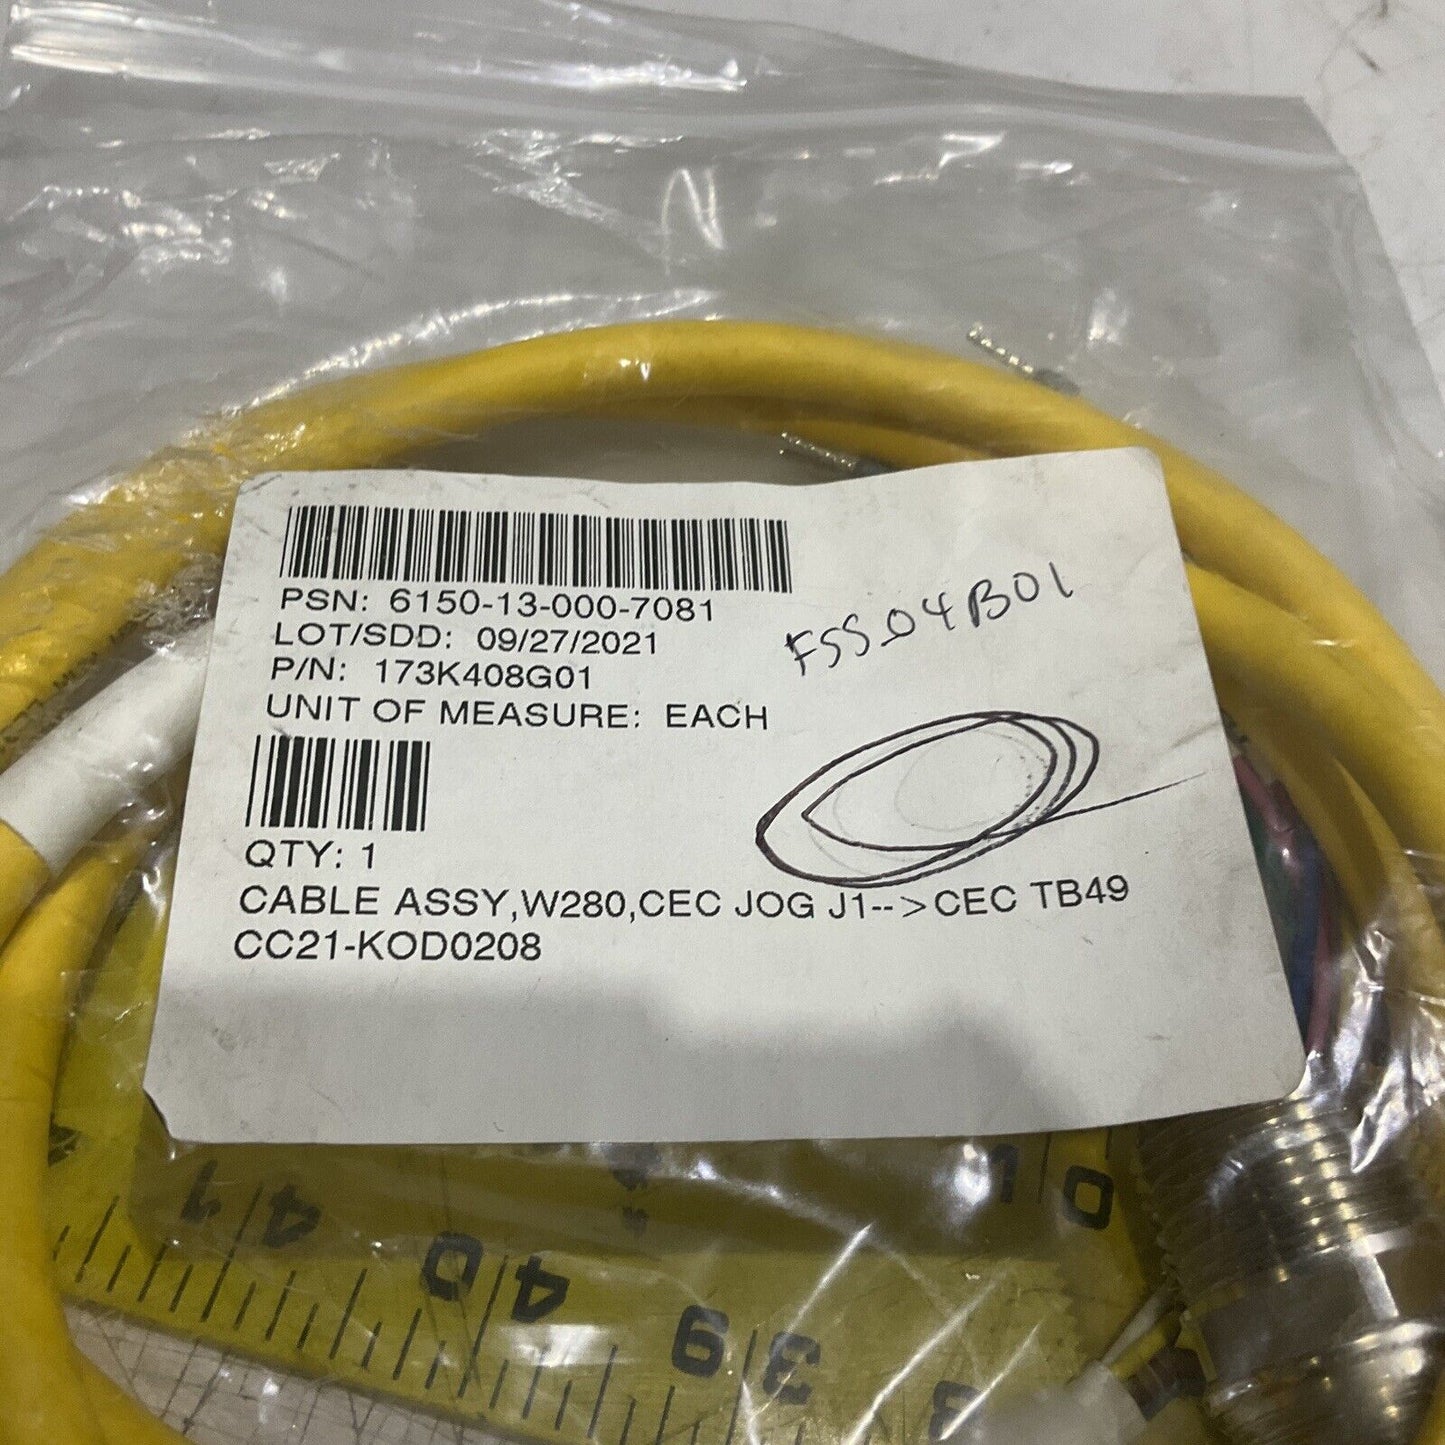 PSN: 6150-13-000-7081
LOT/SDD: 09/27/2021
P/N: 173K408G01
UNIT OF MEASURE: EACH
FSS04B01
QTY: 1
CABLE ASSY,W280,CEC JOG J1-->CEC TB49
CC21-KOD0208
41 40 39